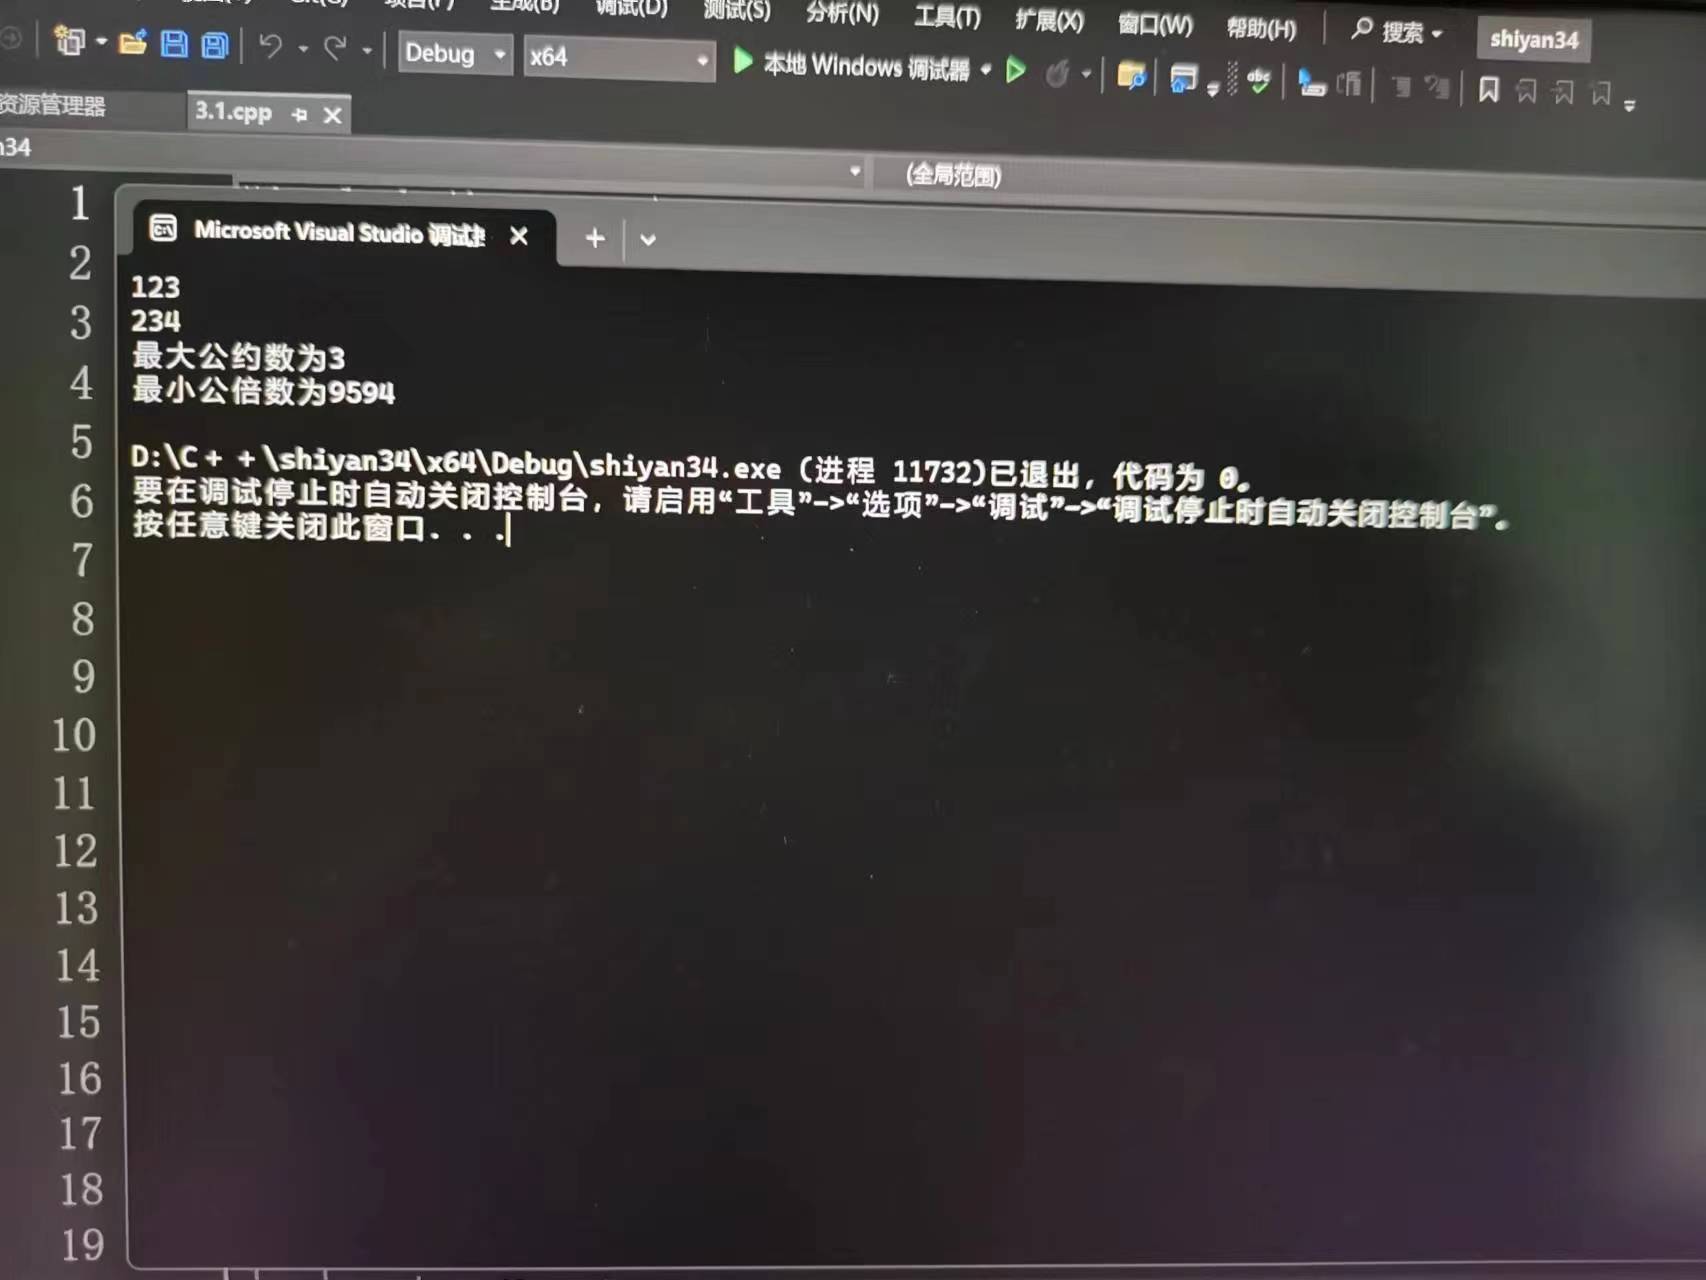 调试(D) 测试(S) 分析(N) 工具(T) 扩展(X) 窗口(W) 帮助(H) 搜索 shiyan34
Debug x64 本地 Windows 调试器
资源管理器 3.1.cpp
(全局范围)
Microsoft Visual Studio 调试
1
2
3
4
5
6
7
8
9
10
11
12
13
14
15
16
17
18
19
123
234
最大公约数为3
最小公倍数为9594
D:\C++\shiyan34\x64\Debug\shiyan34.exe (进程 11732)已退出，代码为 0。
要在调试停止时自动关闭控制台，请启用“工具”->“选项”->“调试”->“调试停止时自动关闭控制台”。
按任意键关闭此窗口. . .